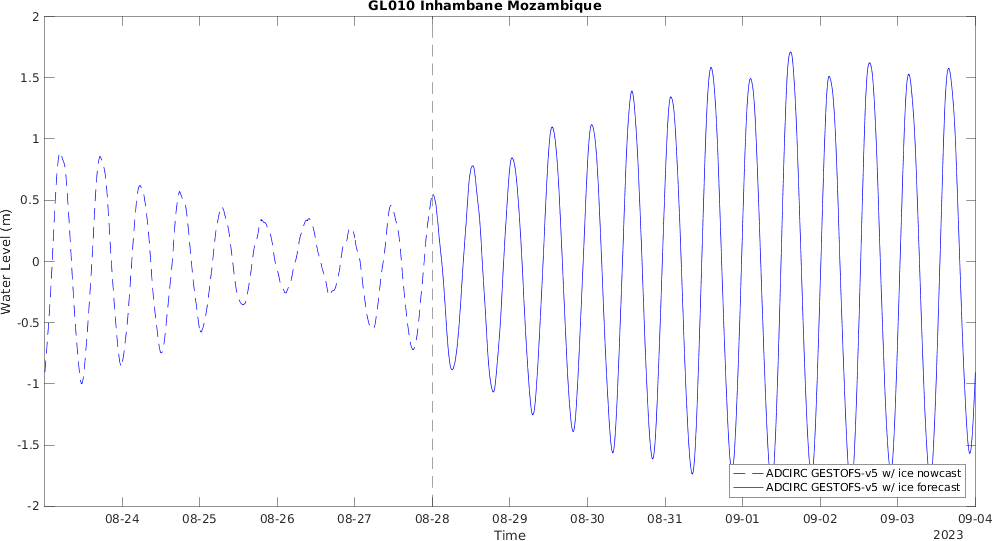 GL010 Inhambane Mozambique
Water Level (m)
2
1.5
1
0.5
0
-0.5
-1
-1.5
-2
ADCIRC GESTOFS-v5 w/ ice nowcast
ADCIRC GESTOFS-v5 w/ ice forecast
08-24 08-25 08-26 08-27 08-28 08-29 08-30 08-31 09-01 09-02 09-03 09-04
Time
2023